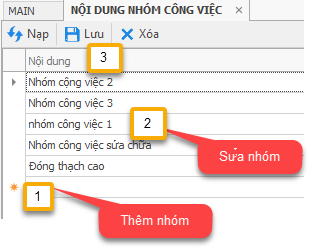 MAIN NỘI DUNG NHÓM CÔNG VIỆC ×
Nạp Lưu Xóa
Nội dung 3
Nhóm công việc 2
Nhóm công việc 3
nhóm công việc 1 2
Nhóm công việc sửa chữa
Sửa nhóm
Đóng thạch cao
1
Thêm nhóm